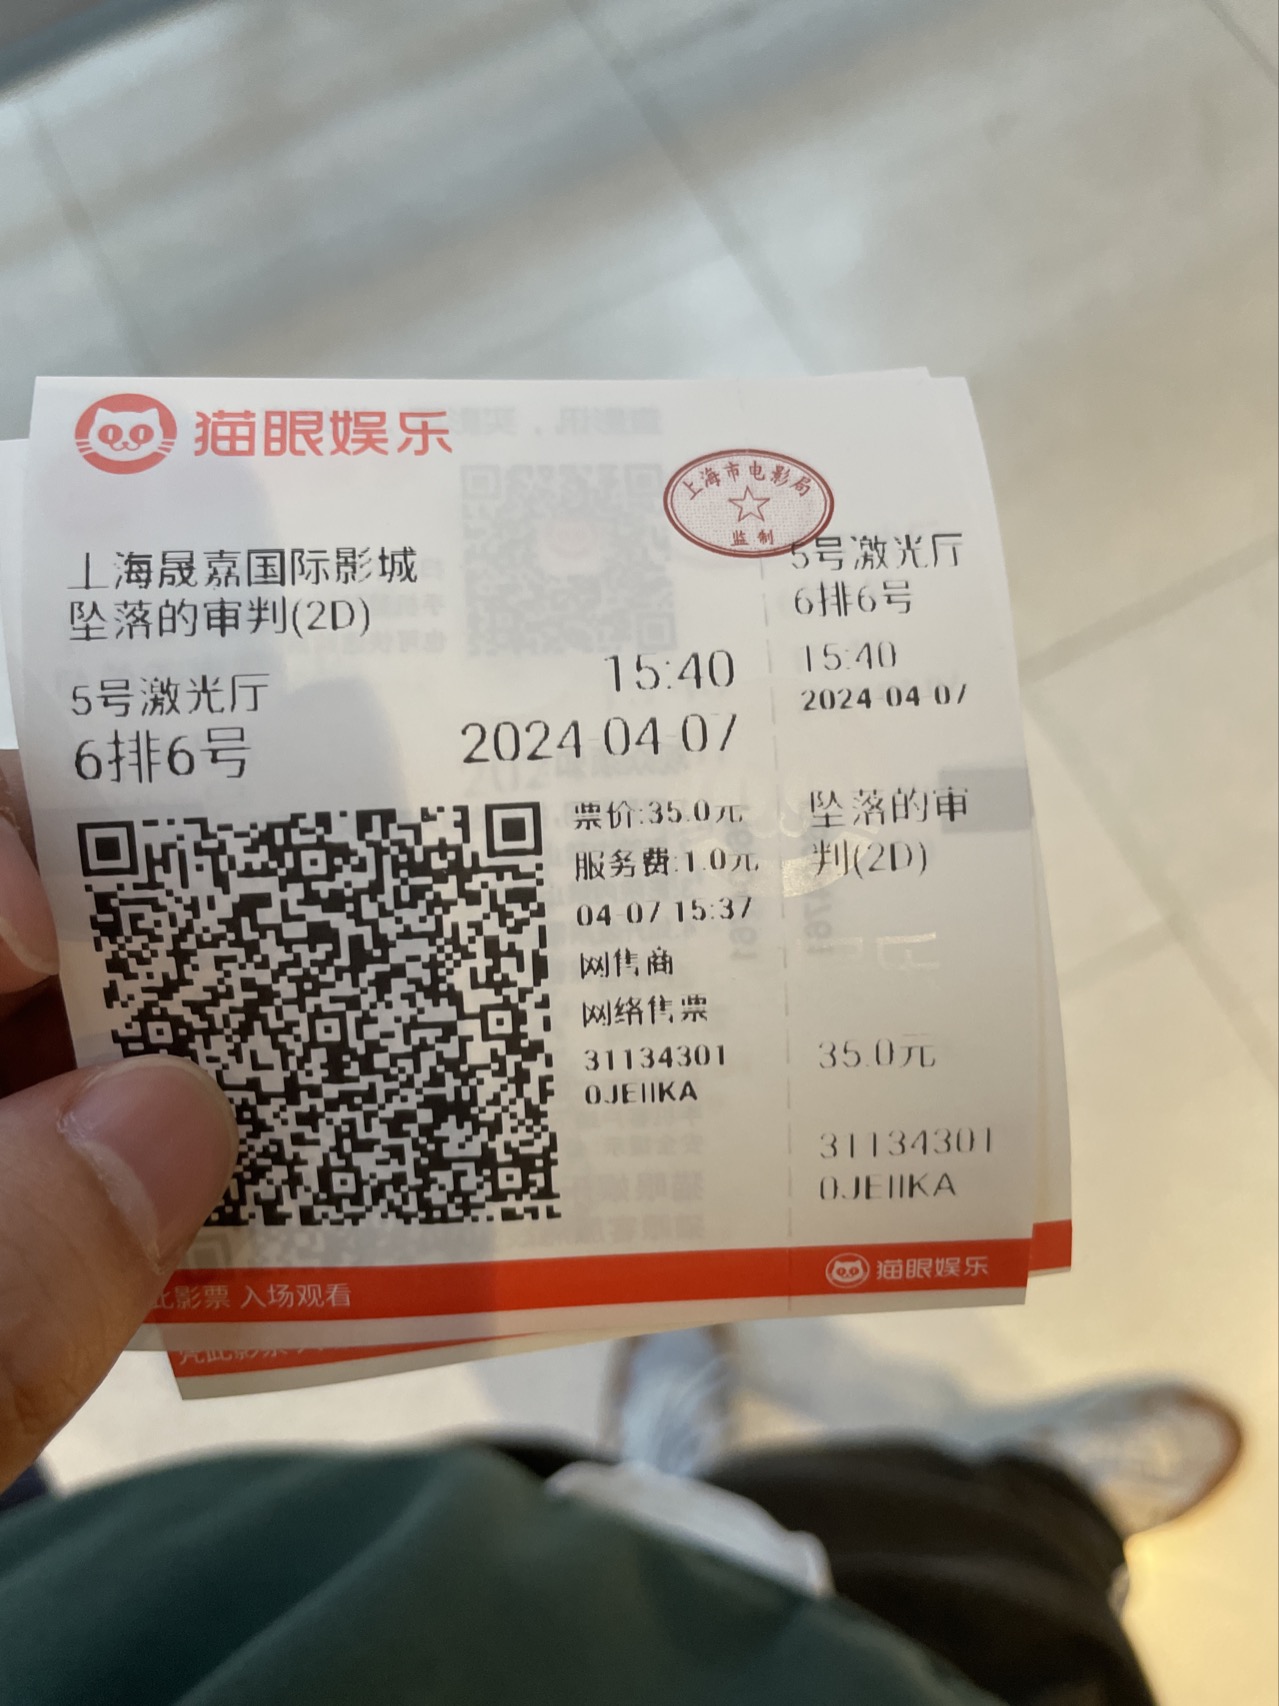 猫眼娱乐
上海市电影局
监制
上海晟嘉国际影城
坠落的审判(2D)
5号激光厅
15:40
6排6号
2024-04-07
票价:35.0元
服务费:1.0元
04-07 15:37
网售商
网络售票
31134301
0JEIIKA
5号激光厅
6排6号
15:40
2024-04-07
坠落的审
判(2D)
35.0元
31134301
0JEIIKA
此影票 入场观看
猫眼娱乐
凭此影票